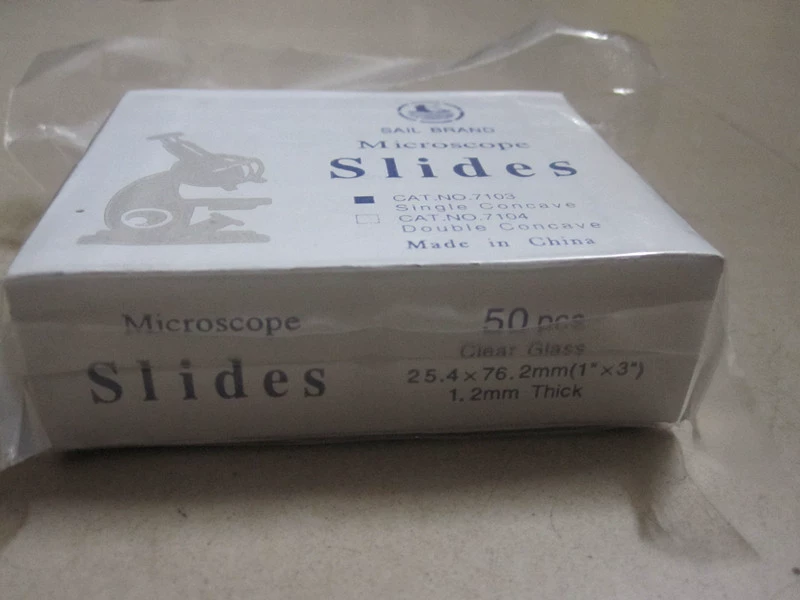 SAIL BRAND
Microscope
Slides
CAT.NO.7103
Single Concave
CAT.NO.7104
Double Concave
Made in China
Microscope
Slides
50 pcs
Clear Glass
25.4×76.2mm(1"×3")
1.2mm Thick